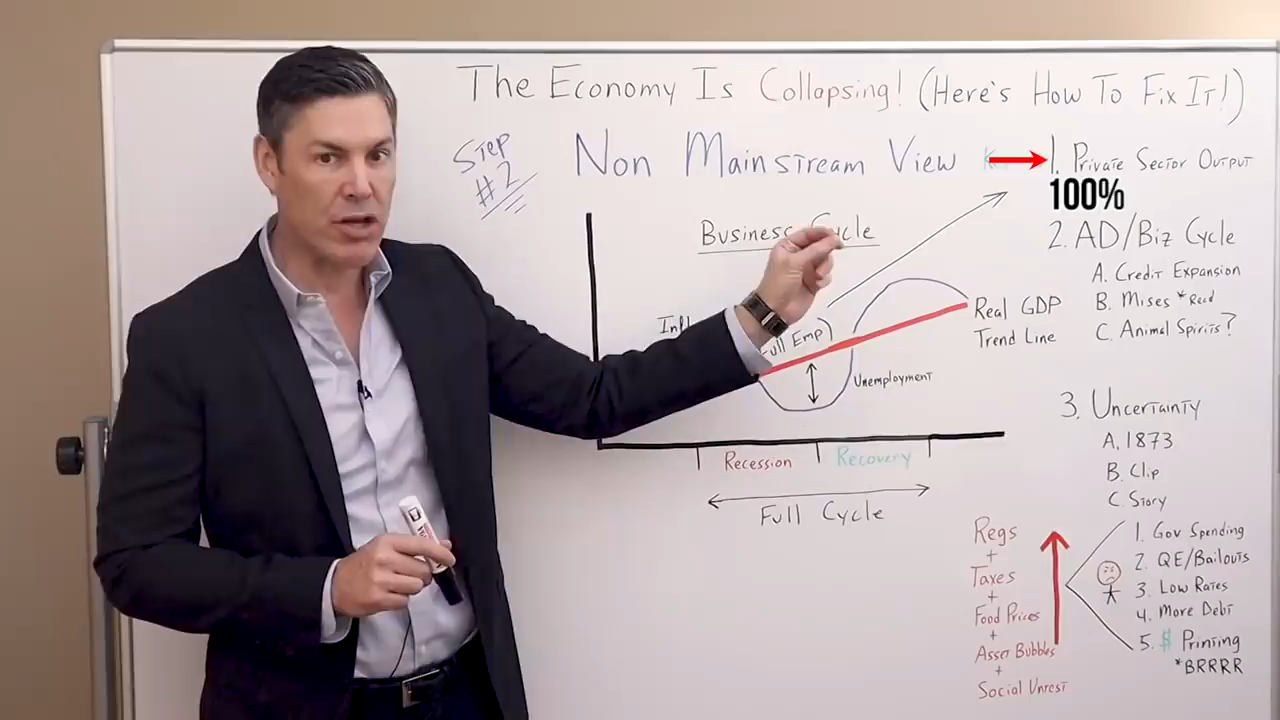 The Economy Is Collapsing! (Here's How To Fix It!)
Step
#2
Non Mainstream View
1. Private Sector Output
100%
2. AD/Biz Cycle
A. Credit Expansion
B. Mises *Read
C. Animal Spirits?
Business Cycle
Real GDP
Trend Line
Emp)
Unemployment
Recession
Recovery
Full Cycle
3. Uncertainty
A. 1873
B. Clip
C. Story
Regs
+
Taxes
+
Food Prices
+
Asset Bubbles
+
Social Unrest
1. Gov Spending
2. QE/Bailouts
3. Low Rates
4. More Debt
5. $ Printing
*BRRRR